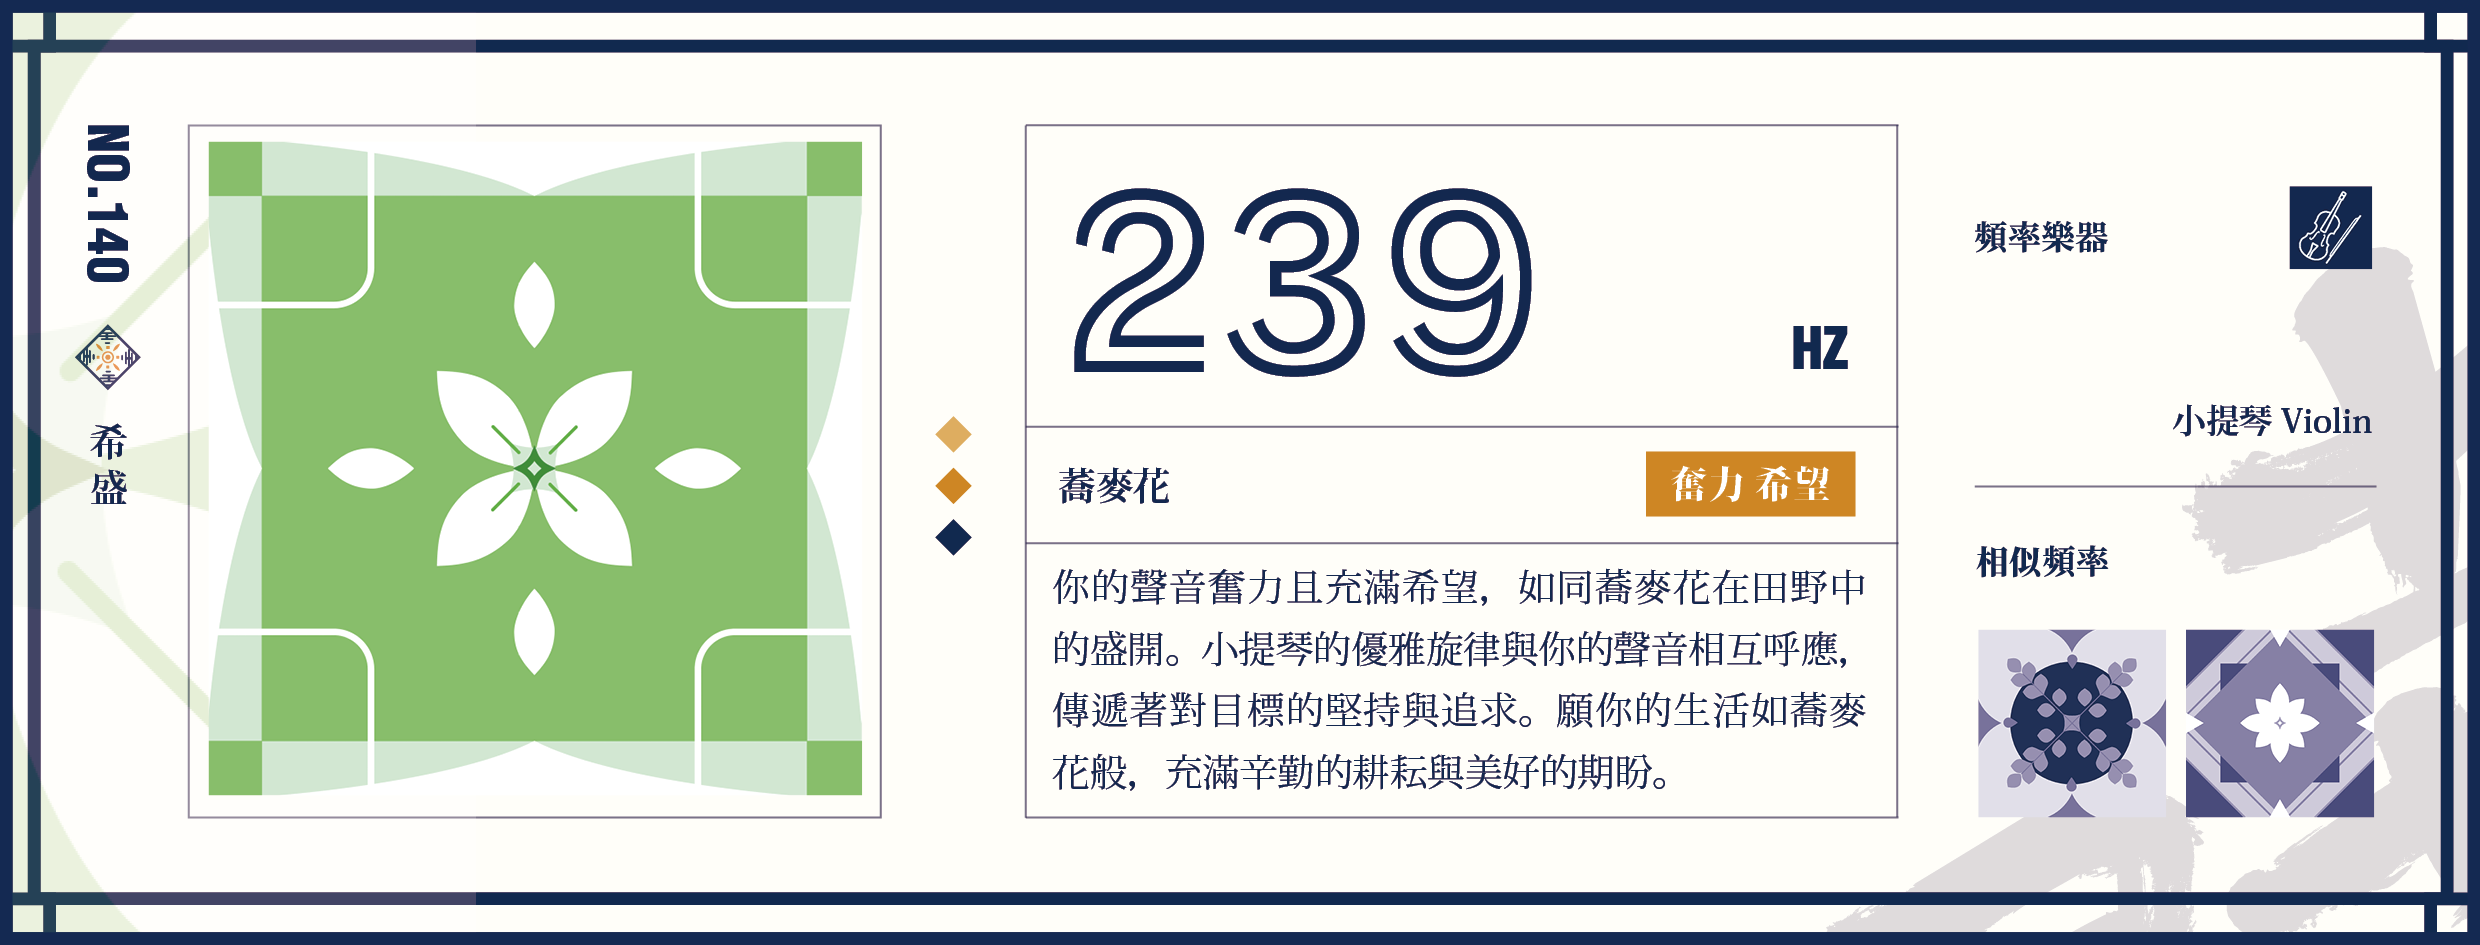 NO.140
希盛
239
HZ
蕎麥花
奮力 希望
你的聲音奮力且充滿希望，如同蕎麥花在田野中
的盛開。小提琴的優雅旋律與你的聲音相互呼應，
傳遞著對目標的堅持與追求。願你的生活如蕎麥
花般，充滿辛勤的耕耘與美好的期盼。
頻率樂器
小提琴 Violin
相似頻率